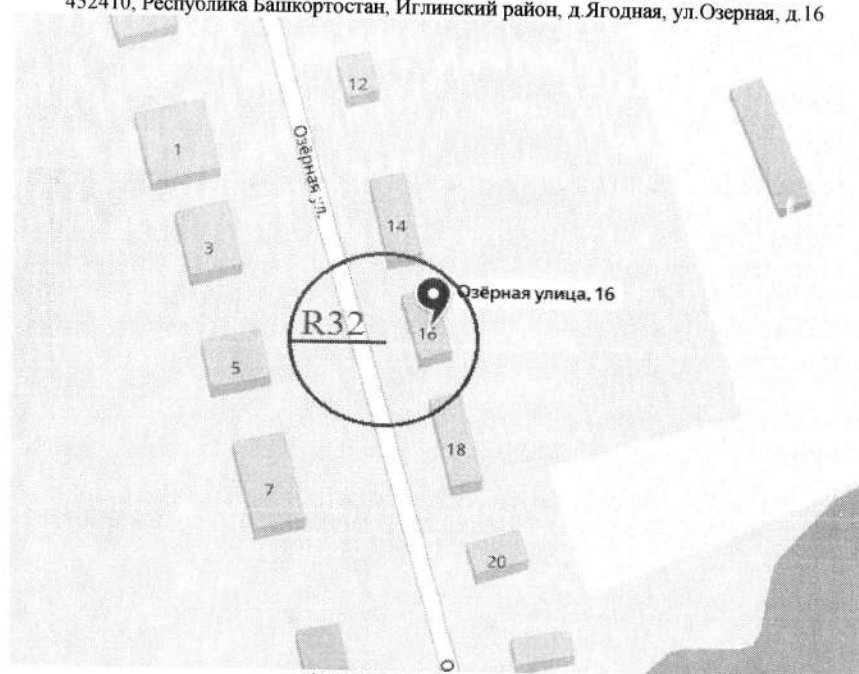 452410, Республика Башкортостан, Иглинский район, д.Ягодная, ул.Озерная, д.16
12
1
Озёрная ул.
14
3
Озёрная улица, 16
R32
16
5
18
7
20
О